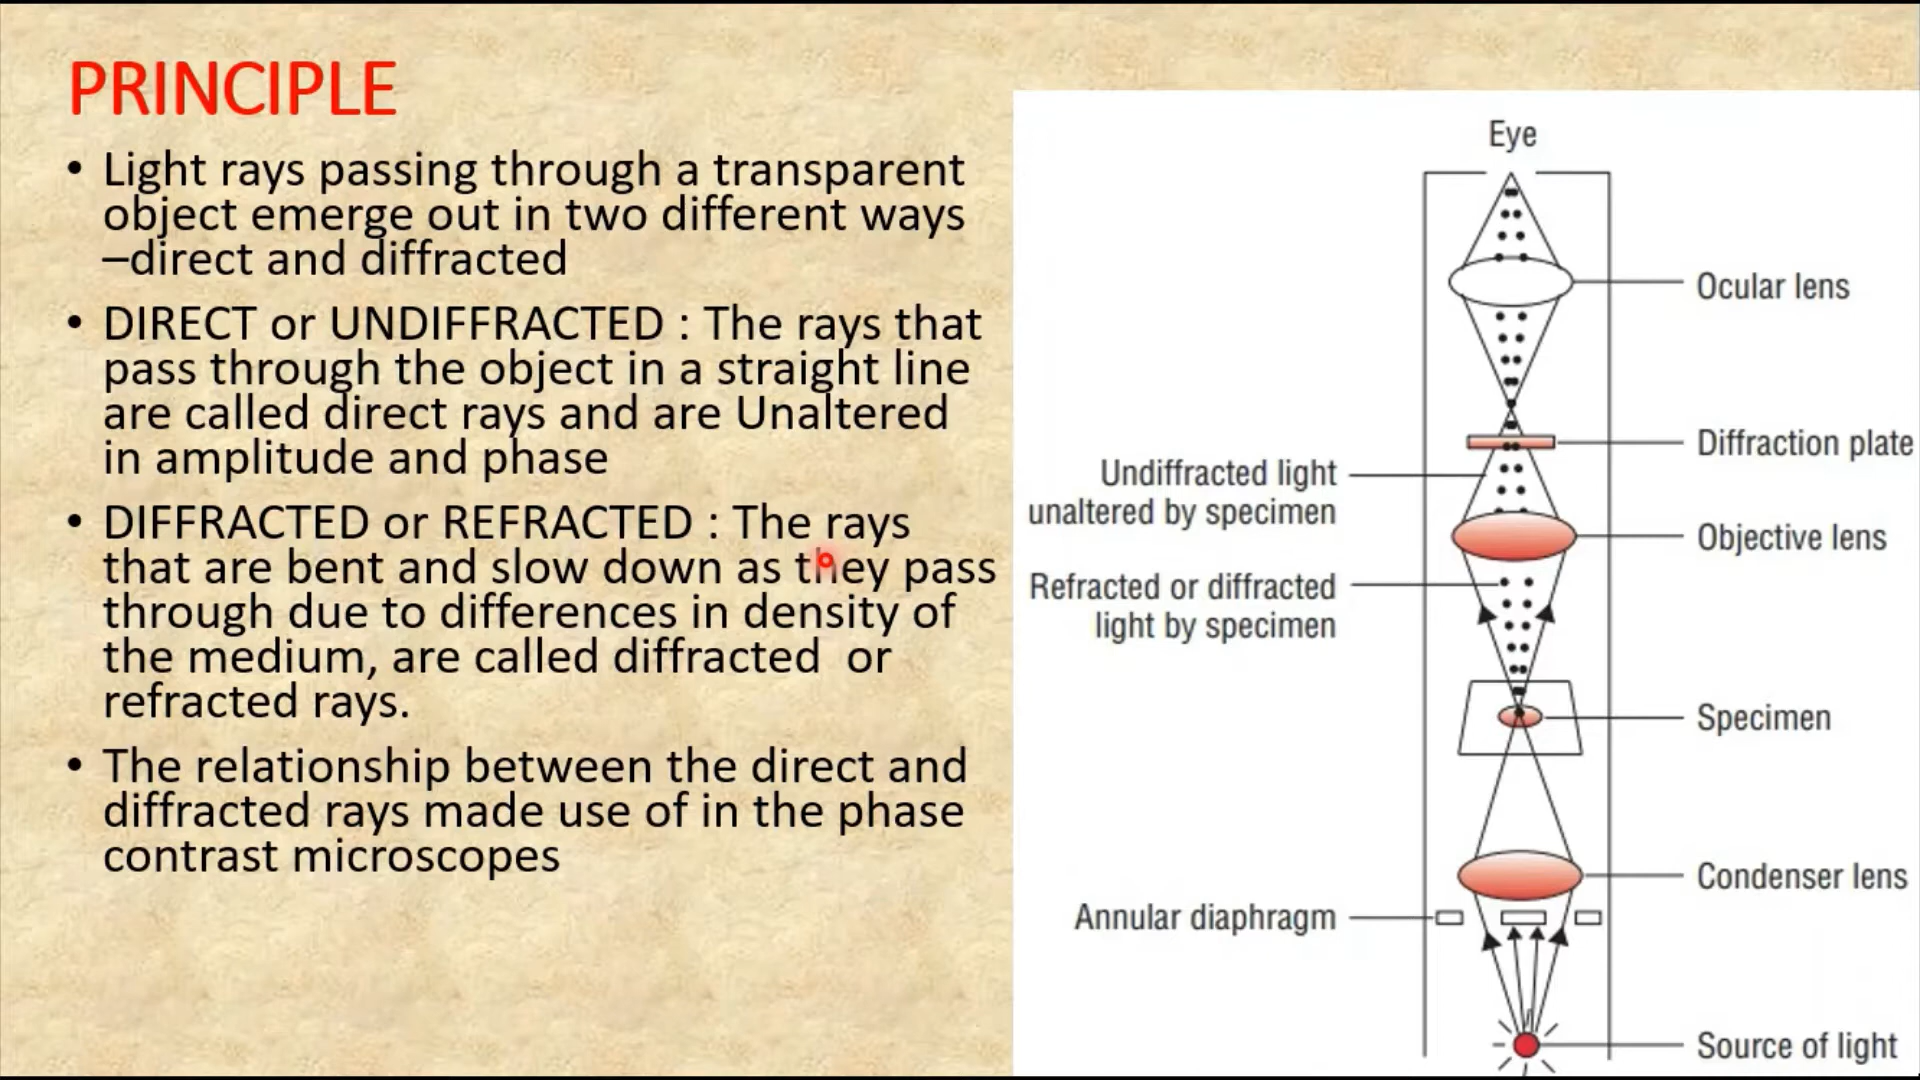 PRINCIPLE
• Light rays passing through a transparent
object emerge out in two different ways
–direct and diffracted
• DIRECT or UNDIFFRACTED : The rays that
pass through the object in a straight line
are called direct rays and are Unaltered
in amplitude and phase
• DIFFRACTED or REFRACTED : The rays
that are bent and slow down as they pass
through due to differences in density of
the medium, are called diffracted or
refracted rays.
• The relationship between the direct and
diffracted rays made use of in the phase
contrast microscopes
Eye
Ocular lens
Diffraction plate
Undiffracted light
unaltered by specimen
Objective lens
Refracted or diffracted
light by specimen
Specimen
Condenser lens
Annular diaphragm
Source of light